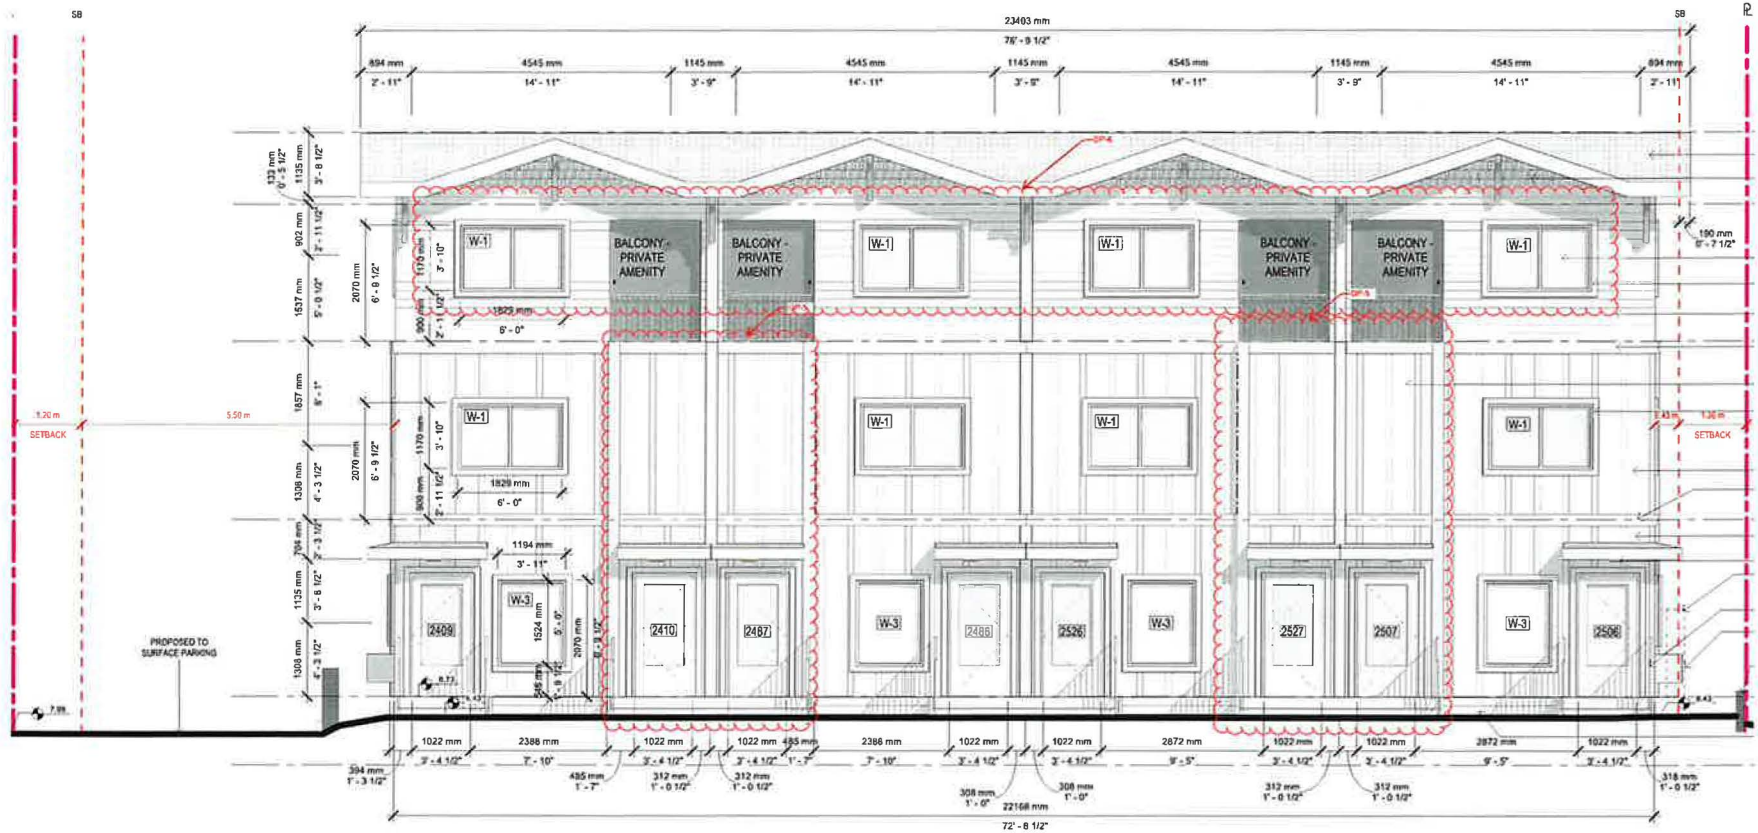 SB
SB
PL
23403 mm
76' - 9 1/2"
894 mm
4545 mm
1145 mm
4545 mm
1145 mm
4545 mm
1145 mm
4545 mm
894 mm
2' - 11"
14' - 11"
3' - 9"
14' - 11"
3' - 9"
14' - 11"
3' - 9"
14' - 11"
2' - 11"
133 mm
0' - 5 1/2"
1135 mm
3' - 8 1/2"
902 mm
2' - 11 1/2"
1537 mm
5' - 0 1/2"
2070 mm
6' - 9 1/2"
1170 mm
3' - 10"
900 mm
2' - 11 1/2"
W-1
BALCONY -
PRIVATE
AMENITY
BALCONY -
PRIVATE
AMENITY
W-1
W-1
BALCONY -
PRIVATE
AMENITY
BALCONY -
PRIVATE
AMENITY
W-1
190 mm
0' - 7 1/2"
1829 mm
6' - 0"
1857 mm
6' - 1"
1.20 m
SETBACK
5.50 m
1308 mm
4' - 3 1/2"
2070 mm
6' - 9 1/2"
1170 mm
3' - 10"
900 mm
2' - 11 1/2"
W-1
W-1
W-1
W-1
SETBACK
1829 mm
6' - 0"
704 mm
2' - 3 1/2"
1194 mm
3' - 11"
1135 mm
3' - 8 1/2"
1308 mm
4' - 3 1/2"
W-3
1524 mm
5' - 0"
2070 mm
6' - 9 1/2"
2409
2410
2487
W-3
2486
2526
W-3
2527
2507
W-3
2506
PROPOSED TO
SURFACE PARKING
8.73
8.43
1022 mm
2388 mm
1022 mm
1022 mm
485 mm
2386 mm
1022 mm
1022 mm
2872 mm
1022 mm
1022 mm
2872 mm
1022 mm
3' - 4 1/2"
7' - 10"
3' - 4 1/2"
3' - 4 1/2"
1' - 7"
7' - 10"
3' - 4 1/2"
3' - 4 1/2"
9' - 5"
3' - 4 1/2"
3' - 4 1/2"
9' - 5"
3' - 4 1/2"
394 mm
1' - 3 1/2"
485 mm
1' - 7"
312 mm
1' - 0 1/2"
312 mm
1' - 0 1/2"
308 mm
1' - 0"
308 mm
1' - 0"
312 mm
1' - 0 1/2"
312 mm
1' - 0 1/2"
318 mm
1' - 0 1/2"
22168 mm
72' - 8 1/2"